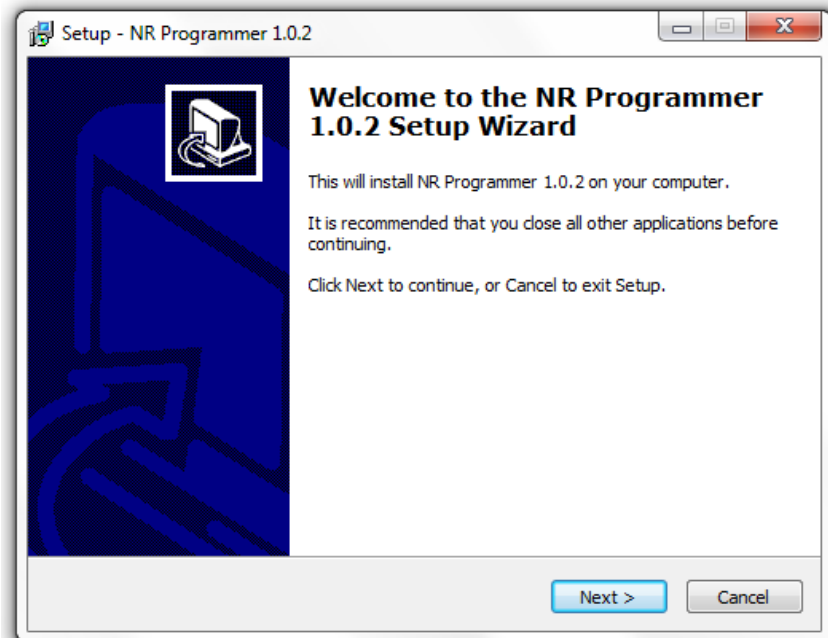 Setup - NR Programmer 1.0.2
Welcome to the NR Programmer
1.0.2 Setup Wizard
This will install NR Programmer 1.0.2 on your computer.
It is recommended that you close all other applications before
continuing.
Click Next to continue, or Cancel to exit Setup.
Next >
Cancel